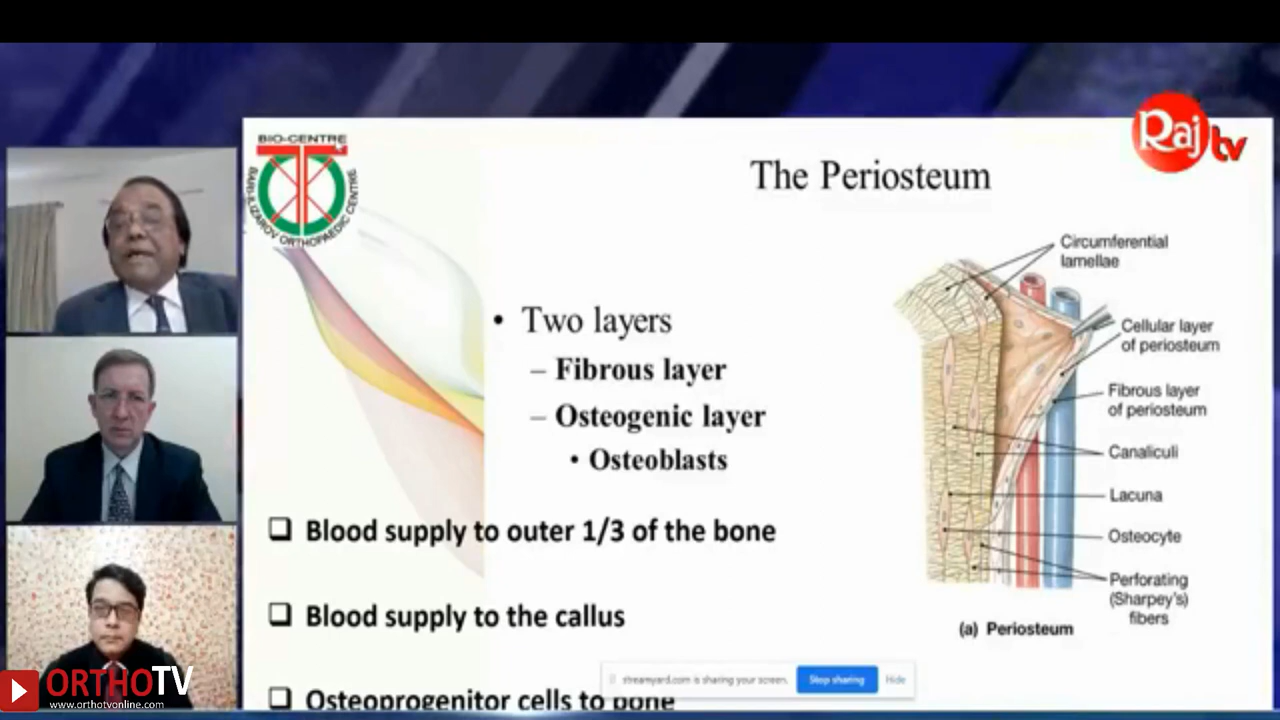 BIO-CENTRE
BARI-ILIZAROV ORTHOPAEDIC CENTRE
Raj tv
The Periosteum
• Two layers
– Fibrous layer
– Osteogenic layer
• Osteoblasts
❑ Blood supply to outer 1/3 of the bone
❑ Blood supply to the callus
❑ Osteoprogenitor cells to bone
Circumferential
lamellae
Cellular layer
of periosteum
Fibrous layer
of periosteum
Canaliculi
Lacuna
Osteocyte
Perforating
(Sharpey's)
fibers
(a) Periosteum
streamyard.com is sharing your screen.
Stop sharing
Hide
ORTHOTV
www.orthotvonline.com